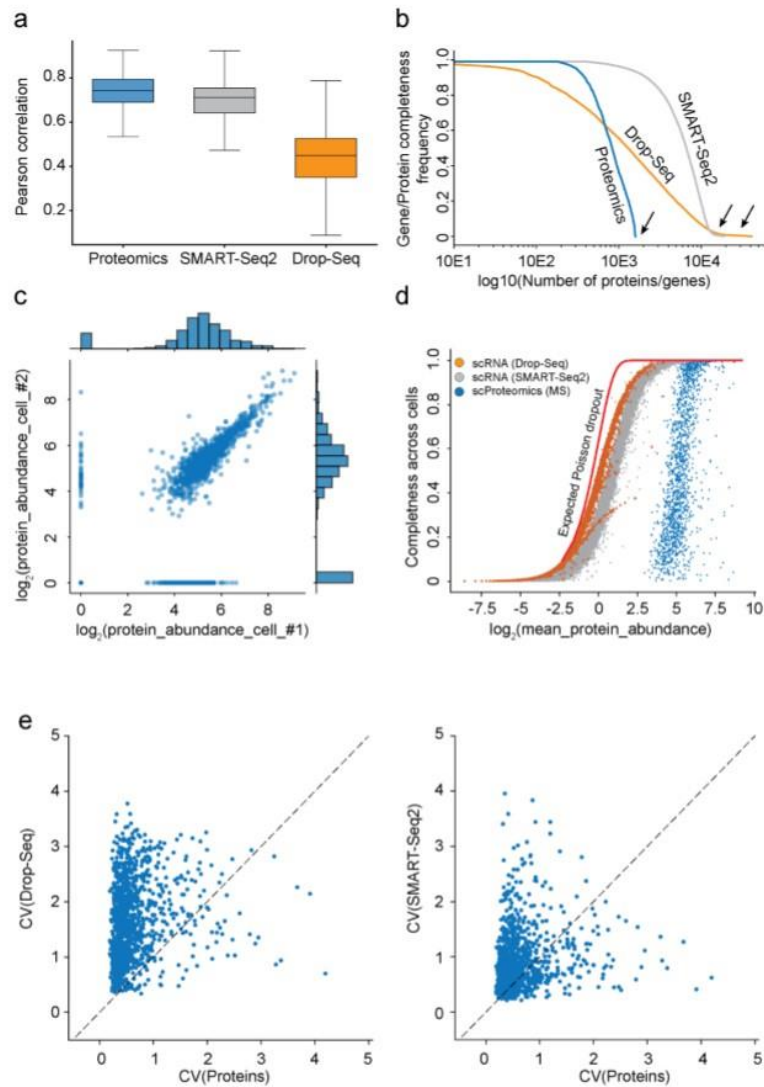 a
Pearson correlation
0.8
0.6
0.4
0.2
Proteomics
SMART-Seq2
Drop-Seq
b
Gene/Protein completeness
frequency
1.0
0.8
0.6
0.4
0.2
0
Proteomics
Drop-Seq
SMART-Seq2
10E1
10E+2
10E+3
10E+4
log10(Number of proteins/genes)
c
log2(protein_abundance_cell_#2)
8
6
4
2
0
0
2
4
6
8
log2(protein_abundance_cell_#1)
d
scRNA (Drop-Seq)
scRNA (SMART-Seq2)
scProteomics (MS)
Expected Poisson dropout
Completness across cells
1.0
0.8
0.6
0.4
0.2
0
-7.5
-5
-2.5
0
2.5
5
7.5
10
log2(mean_protein_abundance)
e
CV(Drop-Seq)
5
4
3
2
1
0
0
1
2
3
4
5
CV(Proteins)
CV(SMART-Seq2)
5
4
3
2
1
0
0
1
2
3
4
5
CV(Proteins)